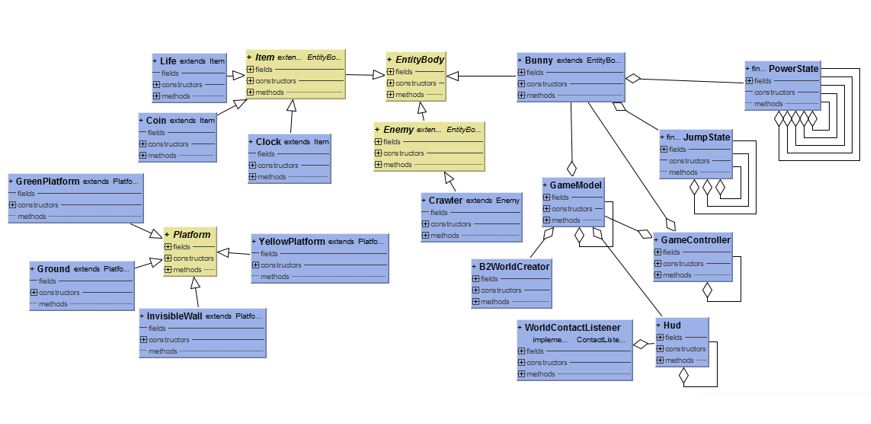 + Life extends Item
fields
constructors
methods
+ Item exten... EntityBo...
fields
constructors
methods
+ EntityBody
fields
constructors
methods
+ Bunny extends EntityBo...
fields
constructors
methods
+ fin... PowerState
fields
constructors
methods
+ Coin extends Item
fields
constructors
methods
+ Clock extends Item
fields
constructors
methods
+ Enemy exten... EntityBo...
fields
constructors
methods
+ fin... JumpState
fields
constructors
methods
+ GreenPlatform extends Platfo...
fields
constructors
methods
+ Crawler extends Enemy
fields
constructors
methods
+ GameModel
fields
constructors
methods
+ Platform
fields
constructors
methods
+ YellowPlatform extends Platfo...
fields
constructors
methods
+ GameController
fields
constructors
methods
+ Ground extends Platfo...
fields
constructors
methods
+ B2WorldCreator
fields
constructors
methods
+ InvisibleWall extends Platfo...
fields
constructors
methods
+ WorldContactListener
impleme... ContactListe...
fields
constructors
methods
+ Hud
fields
constructors
methods